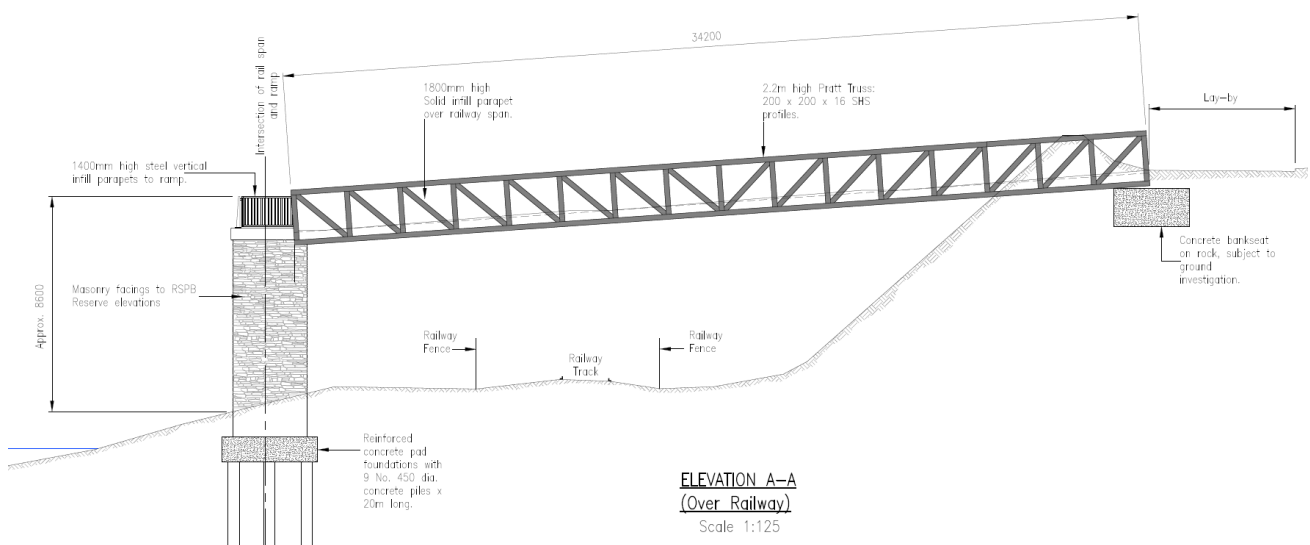 34200
Intersection of rail span
and ramp
1800mm high
Solid infill parapet
over railway span.
2.2m high Pratt Truss:
200 x 200 x 16 SHS
profiles.
Lay-by
1400mm high steel vertical
infill parapets to ramp.
Approx. 8600
Masonry facings to RSPB
Reserve elevations
Concrete bankseat
on rock, subject to
ground
investigation.
Railway
Fence
Railway
Fence
Railway
Track
Reinforced
concrete pad
foundations with
9 No. 450 dia.
concrete piles x
20m long.
ELEVATION A-A
(Over Railway)
Scale 1:125